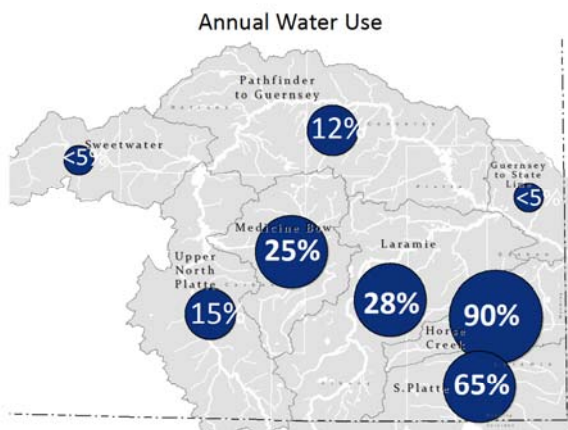 Annual Water Use
Pathfinder
to Guernsey
12%
Sweetwater
<5%
Guernsey
to State
Line
<5%
Medicine Bow
25%
Laramie
Upper
North
Platte
15%
28%
90%
Horse
Creek
S.Platte
65%